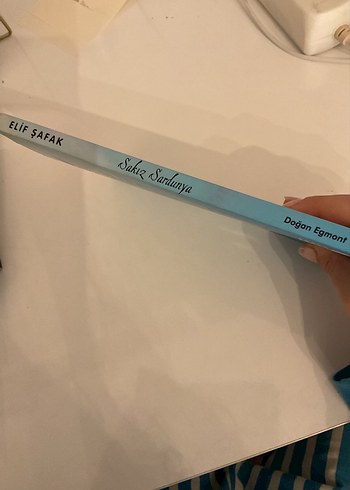 ELİF ŞAFAK
Sakız Sardunya
Doğan Egmont